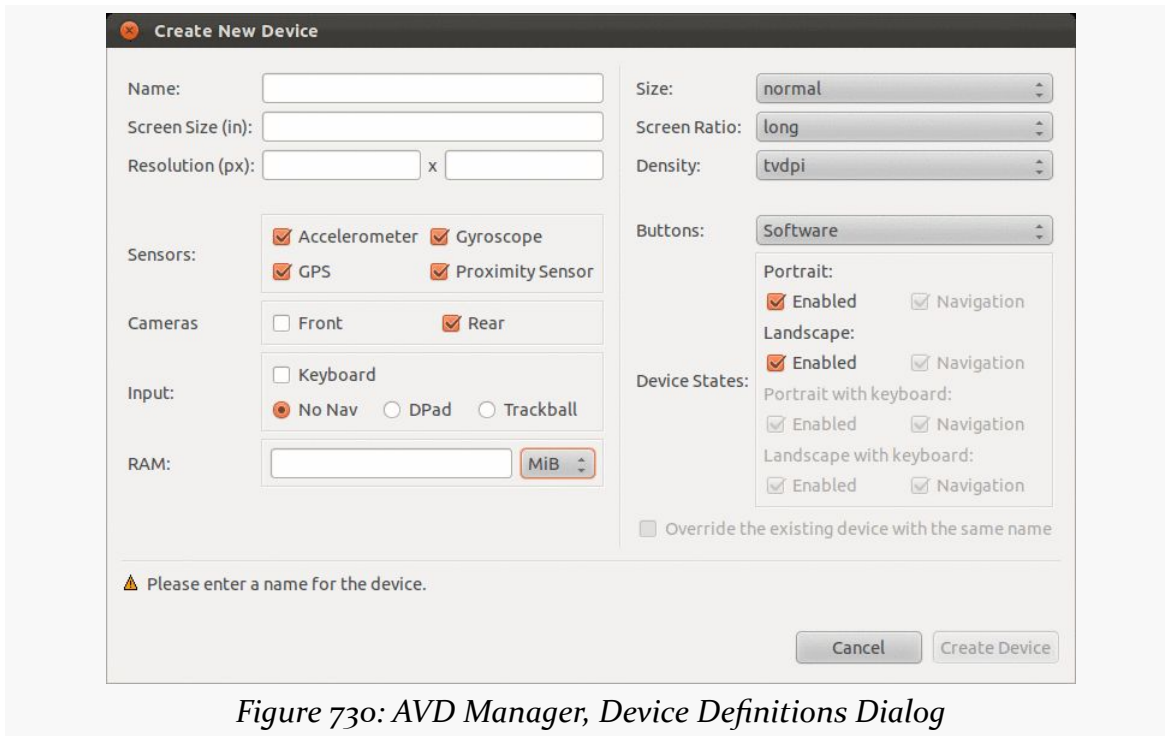 Create New Device
Name:
Screen Size (in):
Resolution (px): x
Sensors:
Accelerometer Gyroscope
GPS Proximity Sensor
Cameras
Front Rear
Input:
Keyboard
No Nav DPad Trackball
RAM:
MiB
Size: normal
Screen Ratio: long
Density: tvdpi
Buttons: Software
Device States:
Portrait:
Enabled Navigation
Landscape:
Enabled Navigation
Portrait with keyboard:
Enabled Navigation
Landscape with keyboard:
Enabled Navigation
Override the existing device with the same name
Please enter a name for the device.
Cancel Create Device
Figure 730: AVD Manager, Device Definitions Dialog